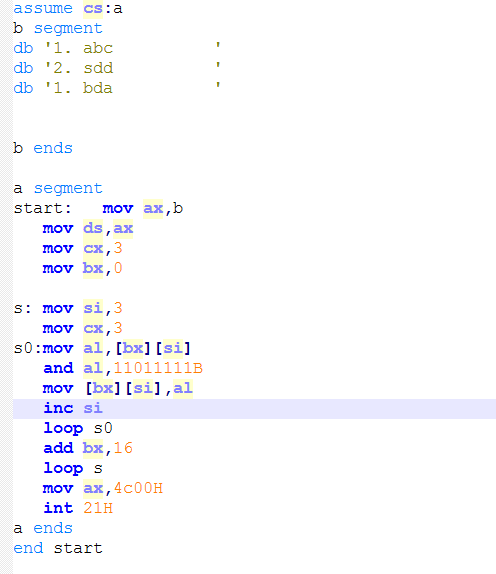 assume cs:a
b segment
db '1. abc          '
db '2. sdd          '
db '1. bda          '
b ends
a segment
start:   mov ax,b
   mov ds,ax
   mov cx,3
   mov bx,0
s: mov si,3
   mov cx,3
s0:mov al,[bx][si]
   and al,11011111B
   mov [bx][si],al
   inc si
   loop s0
   add bx,16
   loop s
   mov ax,4c00H
   int 21H
a ends
end start